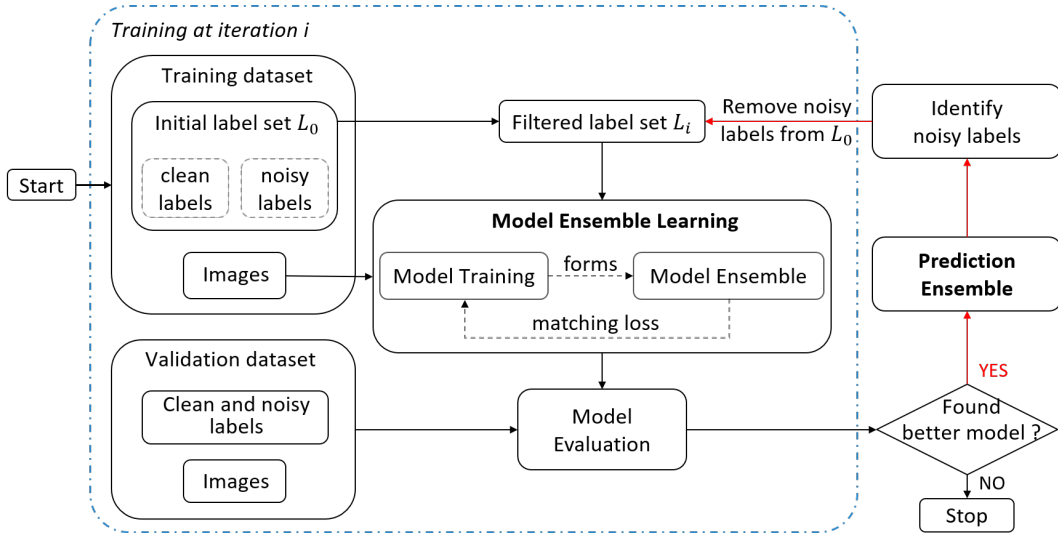 Training at iteration i
Training dataset
Initial label set L₀
clean
labels
noisy
labels
Images
Start
Filtered label set Lᵢ
Remove noisy
labels from L₀
Identify
noisy labels
Model Ensemble Learning
Model Training
forms
Model Ensemble
matching loss
Prediction
Ensemble
YES
Validation dataset
Clean and noisy
labels
Images
Model
Evaluation
Found
better model ?
NO
Stop